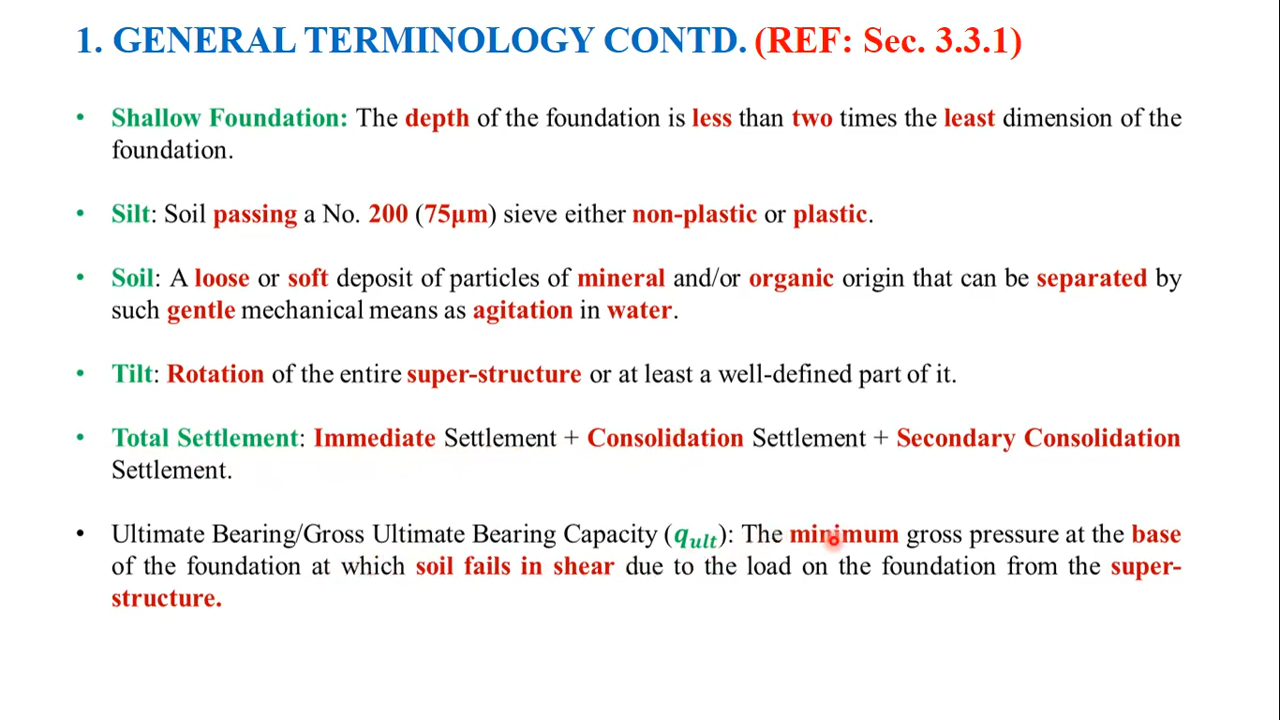 1. GENERAL TERMINOLOGY CONTD. (REF: Sec. 3.3.1)
• Shallow Foundation: The depth of the foundation is less than two times the least dimension of the
foundation.
• Silt: Soil passing a No. 200 (75μm) sieve either non-plastic or plastic.
• Soil: A loose or soft deposit of particles of mineral and/or organic origin that can be separated by
such gentle mechanical means as agitation in water.
• Tilt: Rotation of the entire super-structure or at least a well-defined part of it.
• Total Settlement: Immediate Settlement + Consolidation Settlement + Secondary Consolidation
Settlement.
• Ultimate Bearing/Gross Ultimate Bearing Capacity (qult): The minimum gross pressure at the base
of the foundation at which soil fails in shear due to the load on the foundation from the super-
structure.